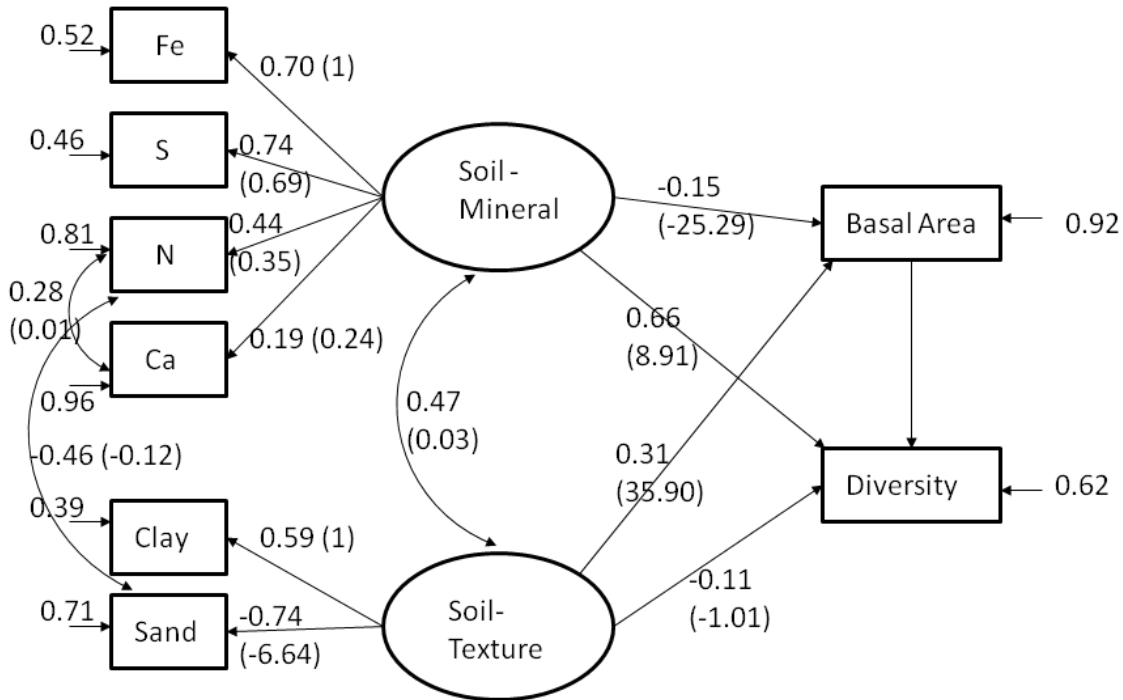 0.52
Fe
0.70 (1)
0.46
S
0.74
(0.69)
Soil -
Mineral
-0.15
(-25.29)
Basal Area
0.92
0.81
N
0.44
(0.35)
0.28
(0.01)
Ca
0.19 (0.24)
0.96
0.66
(8.91)
0.47
(0.03)
-0.46 (-0.12)
0.31
(35.90)
Diversity
0.62
0.39
Clay
0.59 (1)
-0.11
(-1.01)
0.71
Sand
-0.74
(-6.64)
Soil-
Texture